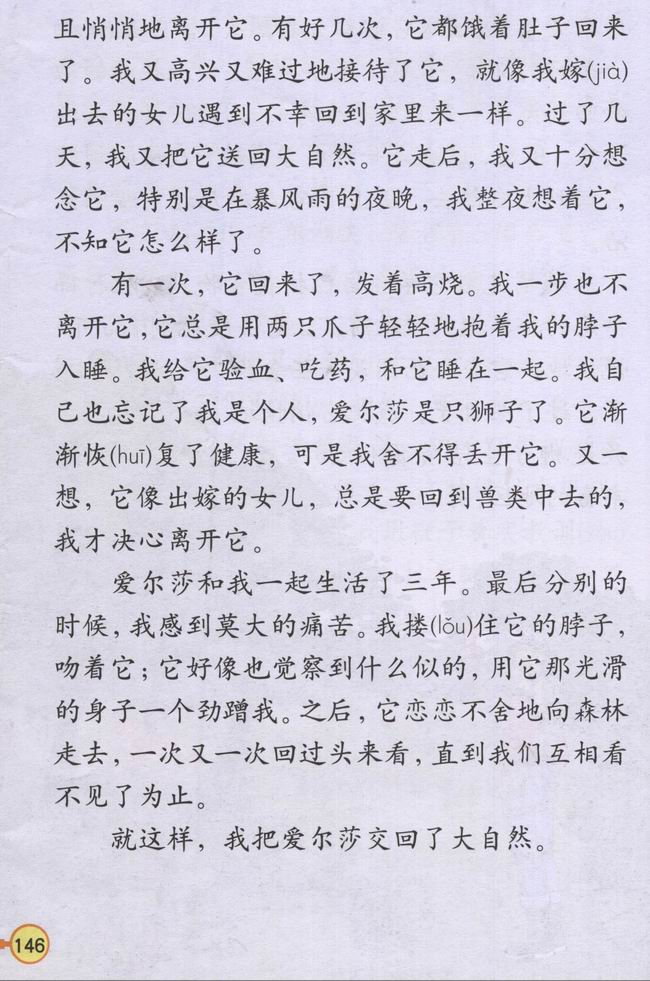 且悄悄地离开它。有好几次，它都饿着肚子回来
了。我又高兴又难过地接待了它，就像我嫁(jià)
出去的女儿遇到不幸回到家里来一样。过了几
天，我又把它送回大自然。它走后，我又十分想
念它，特别是在暴风雨的夜晚，我整夜想着它，
不知它怎么样了。
有一次，它回来了，发着高烧。我一步也不
离开它，它总是用两只爪子轻轻地抱着我的脖子
入睡。我给它验血、吃药，和它睡在一起。我自
己也忘记了我是个人，爱尔莎是只狮子了。它渐
渐恢(huī)复了健康，可是我舍不得丢开它。又一
想，它像出嫁的女儿，总是要回到兽类中去的，
我才决心离开它。
爱尔莎和我一起生活了三年。最后分别的
时候，我感到莫大的痛苦。我搂(lǒu)住它的脖子，
吻着它；它好像也觉察到什么似的，用它那光滑
的身子一个劲蹭我。之后，它恋恋不舍地向森林
走去，一次又一次回过头来看，直到我们互相看
不见了为止。
就这样，我把爱尔莎交回了大自然。
146